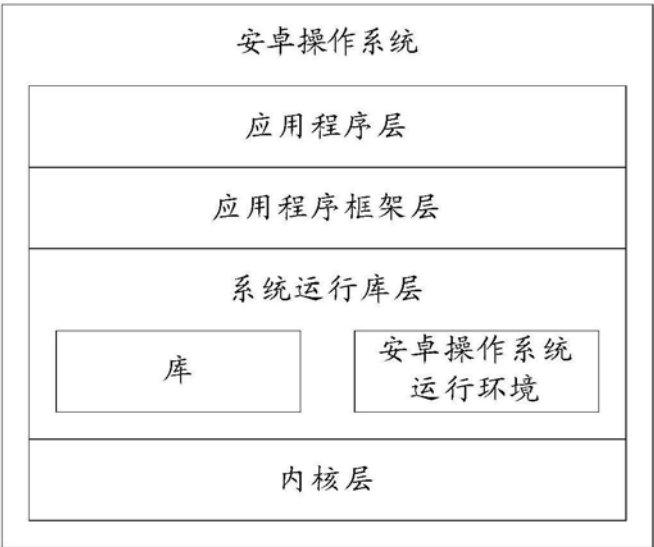 安卓操作系统
应用程序层
应用程序框架层
系统运行库层
库
安卓操作系统
运行环境
内核层